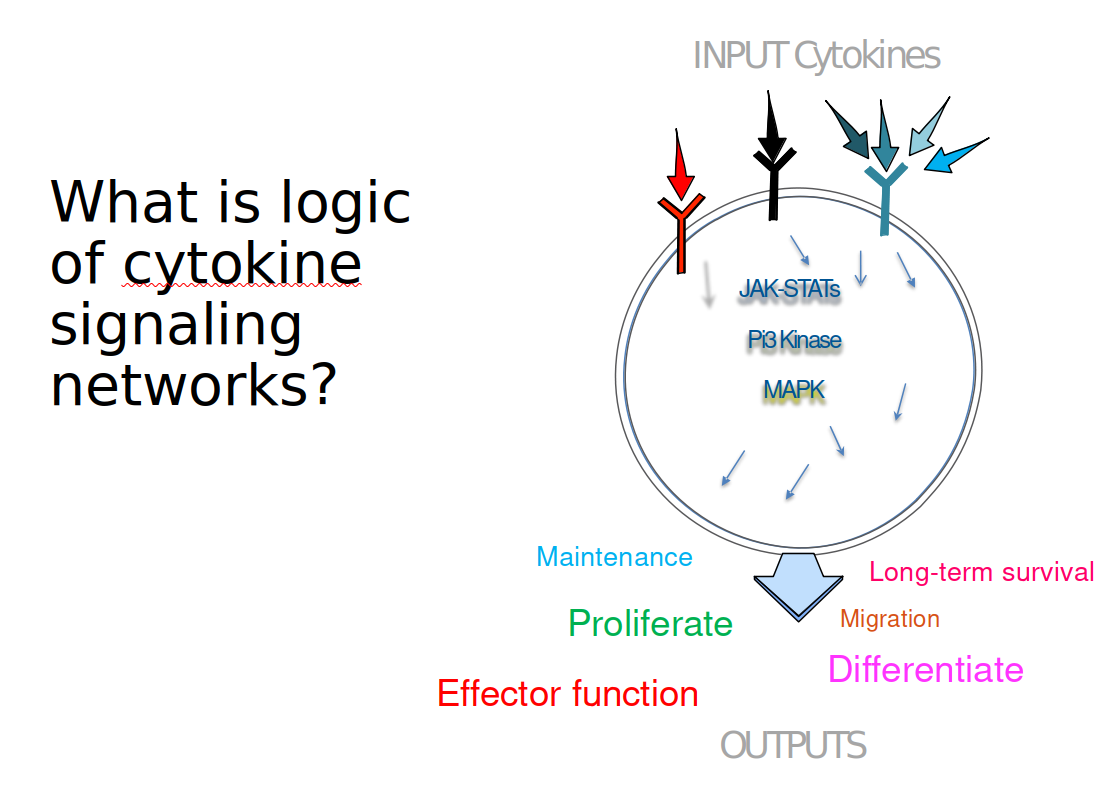 What is logic
of cytokine
signaling
networks?
INPUT Cytokines
JAK-STATs
Pi3 Kinase
MAPK
Maintenance
Long-term survival
Proliferate
Migration
Differentiate
Effector function
OUTPUTS